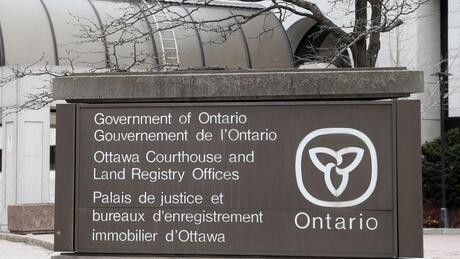 Government of Ontario
Gouvernement de l'Ontario
Ottawa Courthouse and
Land Registry Offices
Palais de justice et
bureaux d'enregistrement
immobilier d'Ottawa
Ontario